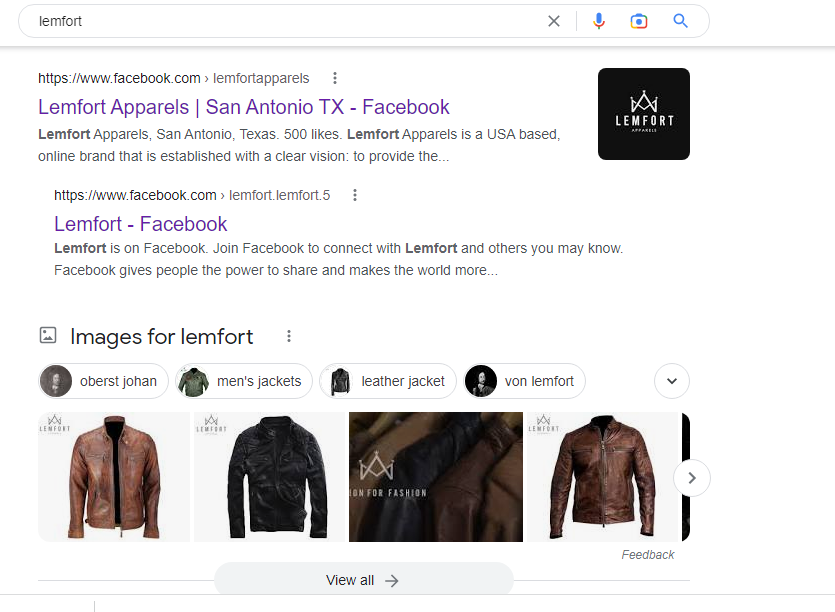 lemfort
https://www.facebook.com › lemfortapparels
Lemfort Apparels | San Antonio TX - Facebook
Lemfort Apparels, San Antonio, Texas. 500 likes. Lemfort Apparels is a USA based,
online brand that is established with a clear vision: to provide the...
LEMFORT
APPARELS
https://www.facebook.com › lemfort.lemfort.5
Lemfort - Facebook
Lemfort is on Facebook. Join Facebook to connect with Lemfort and others you may know.
Facebook gives people the power to share and makes the world more...
Images for lemfort
oberst johan
men's jackets
leather jacket
von lemfort
LEMFORT
LEMFORT
ION FOR FASHION
LEMFORT
Feedback
View all